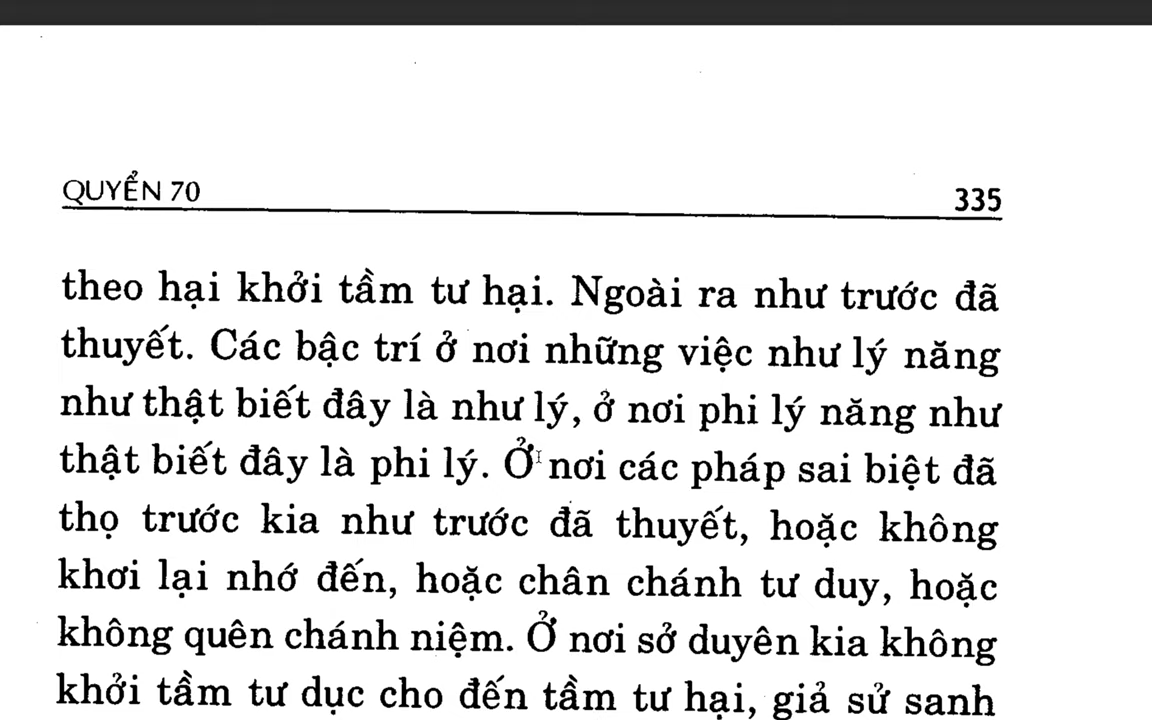 QUYỂN 70
335
theo hại khởi tầm tư hại. Ngoài ra như trước đã
thuyết. Các bậc trí ở nơi những việc như lý năng
như thật biết đây là như lý, ở nơi phi lý năng như
thật biết đây là phi lý. Ở nơi các pháp sai biệt đã
thọ trước kia như trước đã thuyết, hoặc không
khơi lại nhớ đến, hoặc chân chánh tư duy, hoặc
không quên chánh niệm. Ở nơi sở duyên kia không
khởi tầm tư dục cho đến tầm tư hại, giả sử sanh